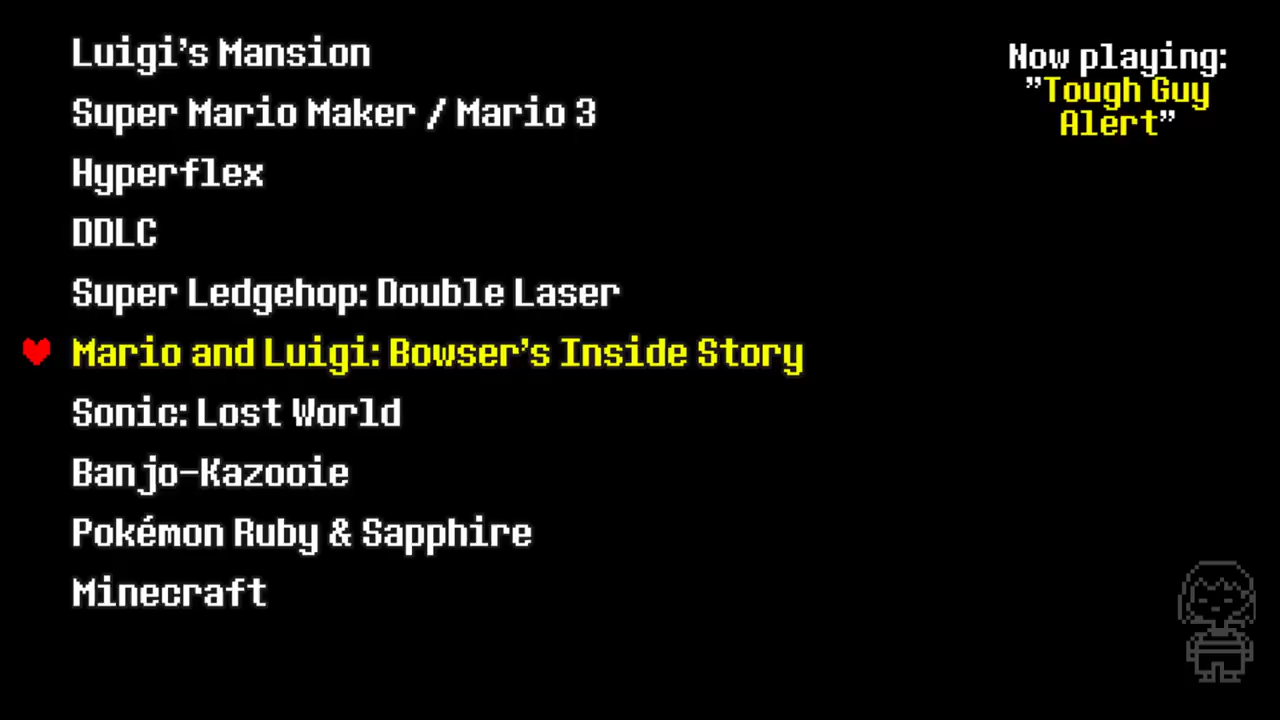 Luigi's Mansion
Super Mario Maker / Mario 3
Hyperflex
DDLC
Super Ledgehop: Double Laser
Mario and Luigi: Bowser's Inside Story
Sonic: Lost World
Banjo-Kazooie
Pokémon Ruby & Sapphire
Minecraft
Now playing:
"Tough Guy
Alert"